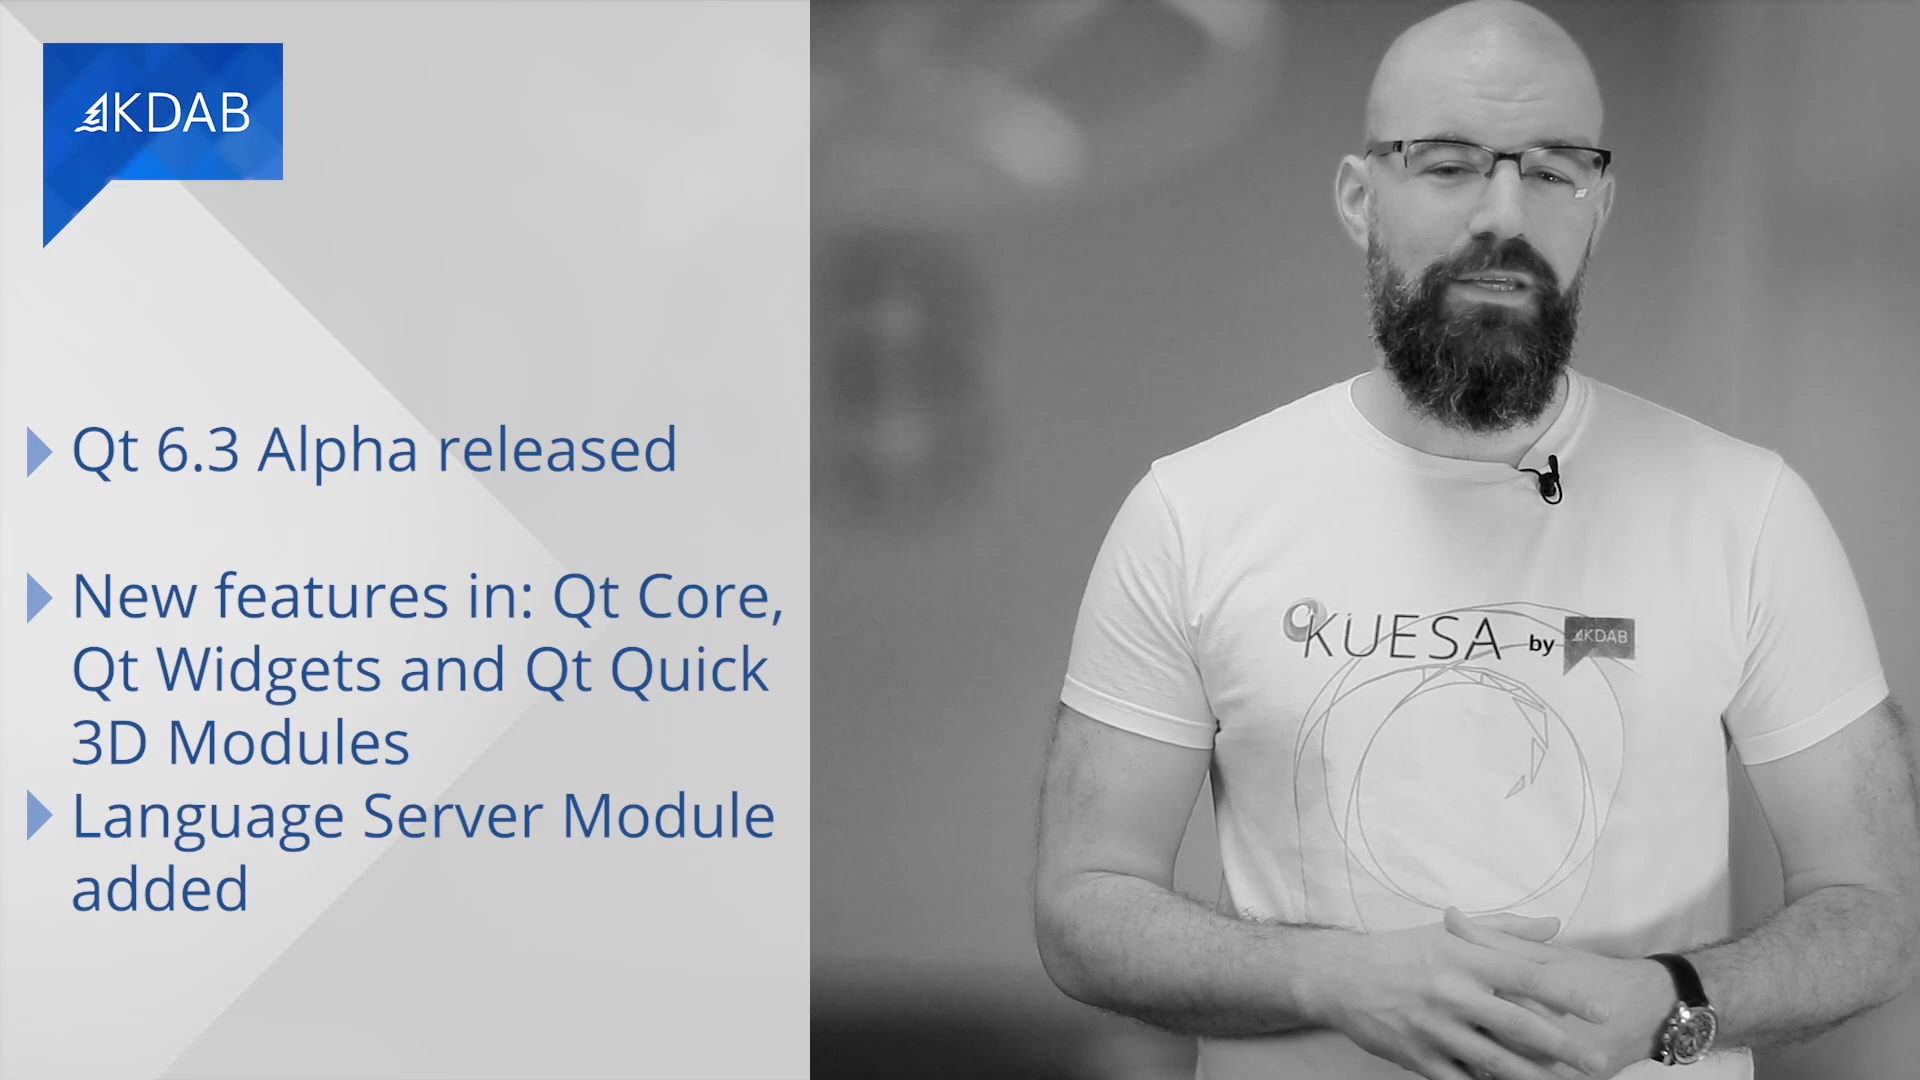 KDAB
Qt 6.3 Alpha released
New features in: Qt Core,
Qt Widgets and Qt Quick
3D Modules
Language Server Module
added
KUESA by KDAB